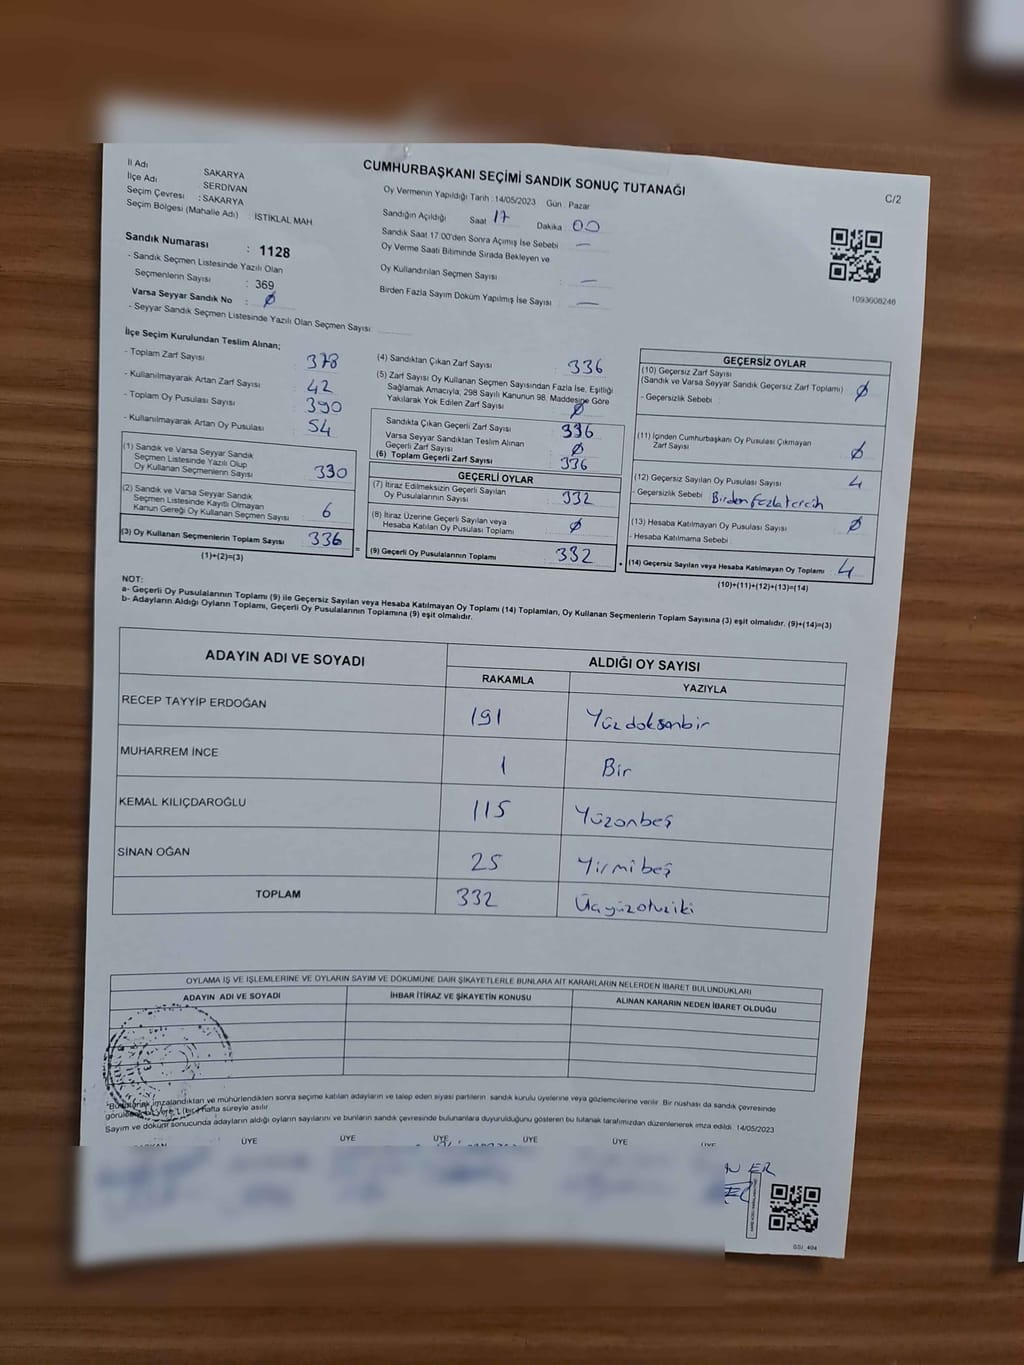 CUMHURBAŞKANI SEÇİMİ SANDIK SONUÇ TUTANAĞI
C/2
İl Adı SAKARYA
İlçe Adı SERDİVAN
Seçim Çevresi : SAKARYA
Seçim Bölgesi (Mahalle Adı) : İSTİKLAL MAH
Oy Vermenin Yapıldığı Tarih :14/05/2023 Gün : Pazar
Sandığın Açıldığı Saat 17 Dakika 00
Sandık Saat 17.00'den Sonra Açımış İse Sebebi —
Oy Verme Saati Bitiminde Sırada Bekleyen ve
Oy Kullandırılan Seçmen Sayısı : —
Birden Fazla Sayım Döküm Yapılmış İse Sayısı : —
1093608246
Sandık Numarası : 1128
- Sandık Seçmen Listesinde Yazılı Olan
Seçmenlerin Sayısı : 369
Varsa Seyyar Sandık No : Ø
- Seyyar Sandık Seçmen Listesinde Yazılı Olan Seçmen Sayısı:
İlçe Seçim Kurulundan Teslim Alınan;
- Toplam Zarf Sayısı 378
- Kullanılmayarak Artan Zarf Sayısı 42
- Toplam Oy Pusulası Sayısı 390
- Kullanılmayarak Artan Oy Pusulası 54
(1) Sandık ve Varsa Seyyar Sandık
Seçmen Listesinde Yazılı Olup
Oy Kullanan Seçmenlerin Sayısı 330
(2) Sandık ve Varsa Seyyar Sandık
Seçmen Listesinde Kayıtlı Olmayan
Kanun Gereği Oy Kullanan Seçmen Sayısı 6
(3) Oy Kullanan Seçmenlerin Toplam Sayısı 336
(1)+(2)=(3)
(4) Sandıktan Çıkan Zarf Sayısı 336
(5) Zarf Sayısı Oy Kullanan Seçmen Sayısından Fazla İse, Eşitliği
Sağlamak Amacıyla, 298 Sayılı Kanunun 98. Maddesine Göre
Yakılarak Yok Edilen Zarf Sayısı Ø
Sandıkta Çıkan Geçerli Zarf Sayısı 336
Varsa Seyyar Sandıktan Teslim Alınan
Geçerli Zarf Sayısı Ø
(6) Toplam Geçerli Zarf Sayısı 336
GEÇERLİ OYLAR
(7) İtiraz Edilmeksizin Geçerli Sayılan
Oy Pusulalarının Sayısı 332
(8) İtiraz Üzerine Geçerli Sayılan veya
Hesaba Katılan Oy Pusulası Toplamı Ø
= (9) Geçerli Oy Pusulalarının Toplamı 332
GEÇERSİZ OYLAR
(10) Geçersiz Zarf Sayısı
(Sandık ve Varsa Seyyar Sandık Geçersiz Zarf Toplamı) Ø
- Geçersizlik Sebebi
(11) İçinden Cumhurbaşkanı Oy Pusulası Çıkmayan
Zarf Sayısı Ø
(12) Geçersiz Sayılan Oy Pusulası Sayısı 4
- Geçersizlik Sebebi Birden fazla tercih
(13) Hesaba Katılmayan Oy Pusulası Sayısı Ø
- Hesaba Katılmama Sebebi
+ (14) Geçersiz Sayılan veya Hesaba Katılmayan Oy Toplamı 4
(10)+(11)+(12)+(13)=(14)
NOT:
a- Geçerli Oy Pusulalarının Toplamı (9) ile Geçersiz Sayılan veya Hesaba Katılmayan Oy Toplamı (14) Toplamları, Oy Kullanan Seçmenlerin Toplam Sayısına (3) eşit olmalıdır. (9)+(14)=(3)
b- Adayların Aldığı Oyların Toplamı, Geçerli Oy Pusulalarının Toplamına (9) eşit olmalıdır.
ADAYIN ADI VE SOYADI ALDIĞI OY SAYISI
RAKAMLA YAZIYLA
RECEP TAYYİP ERDOĞAN 191 Yüzdoksanbir
MUHARREM İNCE 1 Bir
KEMAL KILIÇDAROĞLU 115 Yüzonbeş
SİNAN OĞAN 25 Yirmibeş
TOPLAM 332 Üçyüzotuziki
OYLAMA İŞ VE İŞLEMLERİNE VE OYLARIN SAYIM VE DÖKÜMÜNE DAİR ŞİKAYETLERLE BUNLARA AİT KARARLARIN NELERDEN İBARET BULUNDUKLARI
ADAYIN ADI VE SOYADI İHBAR İTİRAZ VE ŞİKAYETİN KONUSU ALINAN KARARIN NEDEN İBARET OLDUĞU
imzalandıktan ve mühürlendikten sonra seçime katılan adayların ve talep eden siyasi partilerin sandık kurulu üyelerine veya gözlemcilerine verilir. Bir nüshası da sandık çevresinde
yere 1 (bir) hafta süreyle asılır.
Sayım ve döküm sonucunda adayların aldığı oyların sayılarını ve bunların sandık çevresinde bulunanlara duyurulduğunu gösteren bu tutanak tarafımızdan düzenlenerek imza edildi. 14/05/2023
ÜYE ÜYE ÜYE ÜYE ÜYE ÜYE
ER
GSI_404